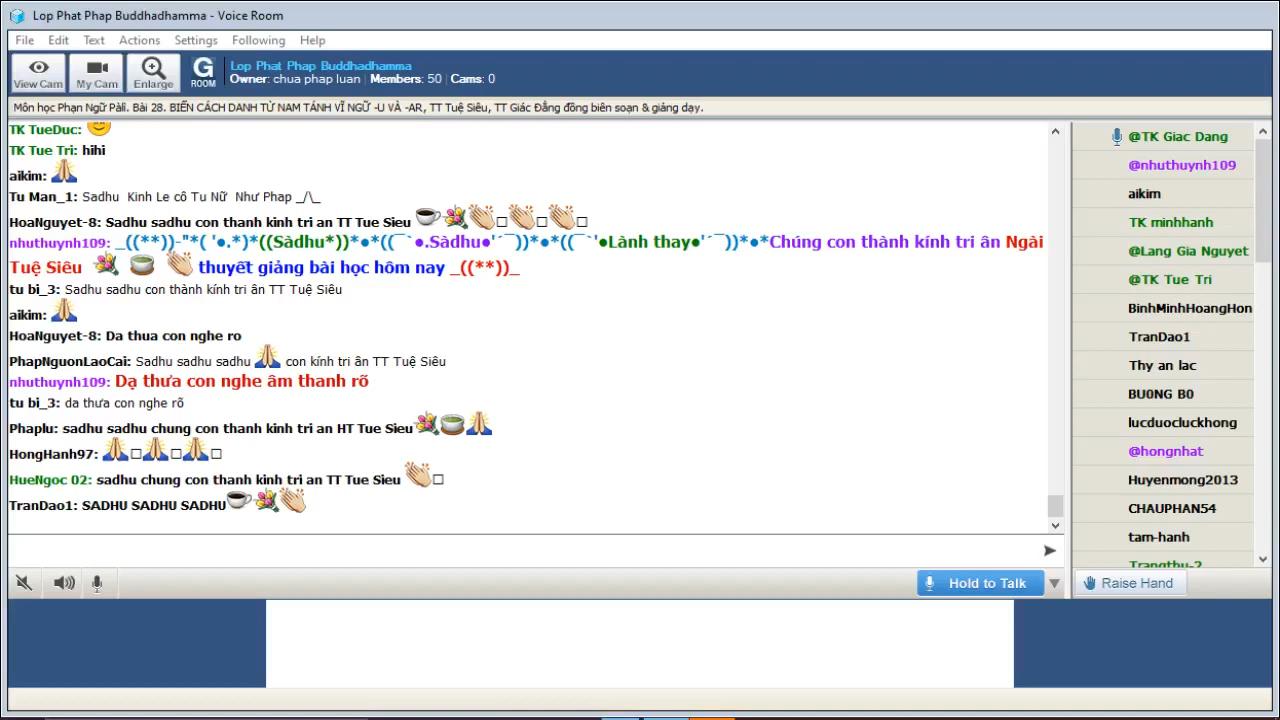 Lop Phat Phap Buddhadhamma - Voice Room
File Edit Text Actions Settings Following Help
View Cam My Cam Enlarge G ROOM
Lop Phat Phap Buddhadhamma
Owner: chua phap luan | Members: 50 | Cams: 0
Môn học Phạn Ngữ Pàli. Bài 28. BIẾN CÁCH DANH TỪ NAM TÁNH VĨ NGỮ -U VÀ -AR, TT Tuệ Siêu, TT Giác Đẳng đồng biên soạn & giảng dạy.
TK TueDuc:
TK Tue Tri: hihi
aikim:
Tu Man_1: Sadhu Kinh Le cô Tu Nữ Như Phap _/\_
HoaNguyet-8: Sadhu sadhu con thanh kinh tri an TT Tue Sieu
nhuthuynh109: _((**))-"*( '●.*)*((Sàdhu*))*●*((¯`●.Sàdhu●'´¯))*●*((¯`'●Lành thay●'´¯))*●*Chúng con thành kính tri ân Ngài
Tuệ Siêu thuyết giảng bài học hôm nay _((**))_
tu bi_3: Sadhu sadhu con thành kính tri ân TT Tuệ Siêu
aikim:
HoaNguyet-8: Da thua con nghe ro
PhapNguonLaoCai: Sadhu sadhu sadhu con kính tri ân TT Tuệ Siêu
nhuthuynh109: Dạ thưa con nghe âm thanh rõ
tu bi_3: da thưa con nghe rõ
Phaplu: sadhu sadhu chung con thanh kinh tri an HT Tue Sieu
HongHanh97:
HueNgoc 02: sadhu chung con thanh kinh tri an TT Tue Sieu
TranDao1: SADHU SADHU SADHU
@TK Giac Dang
@nhuthuynh109
aikim
TK minhhanh
@Lang Gia Nguyet
@TK Tue Tri
BinhMinhHoangHon
TranDao1
Thy an lac
BU0NG B0
lucduocluckhong
@hongnhat
Huyenmong2013
CHAUPHAN54
tam-hanh
Trangthu-2
Hold to Talk
Raise Hand